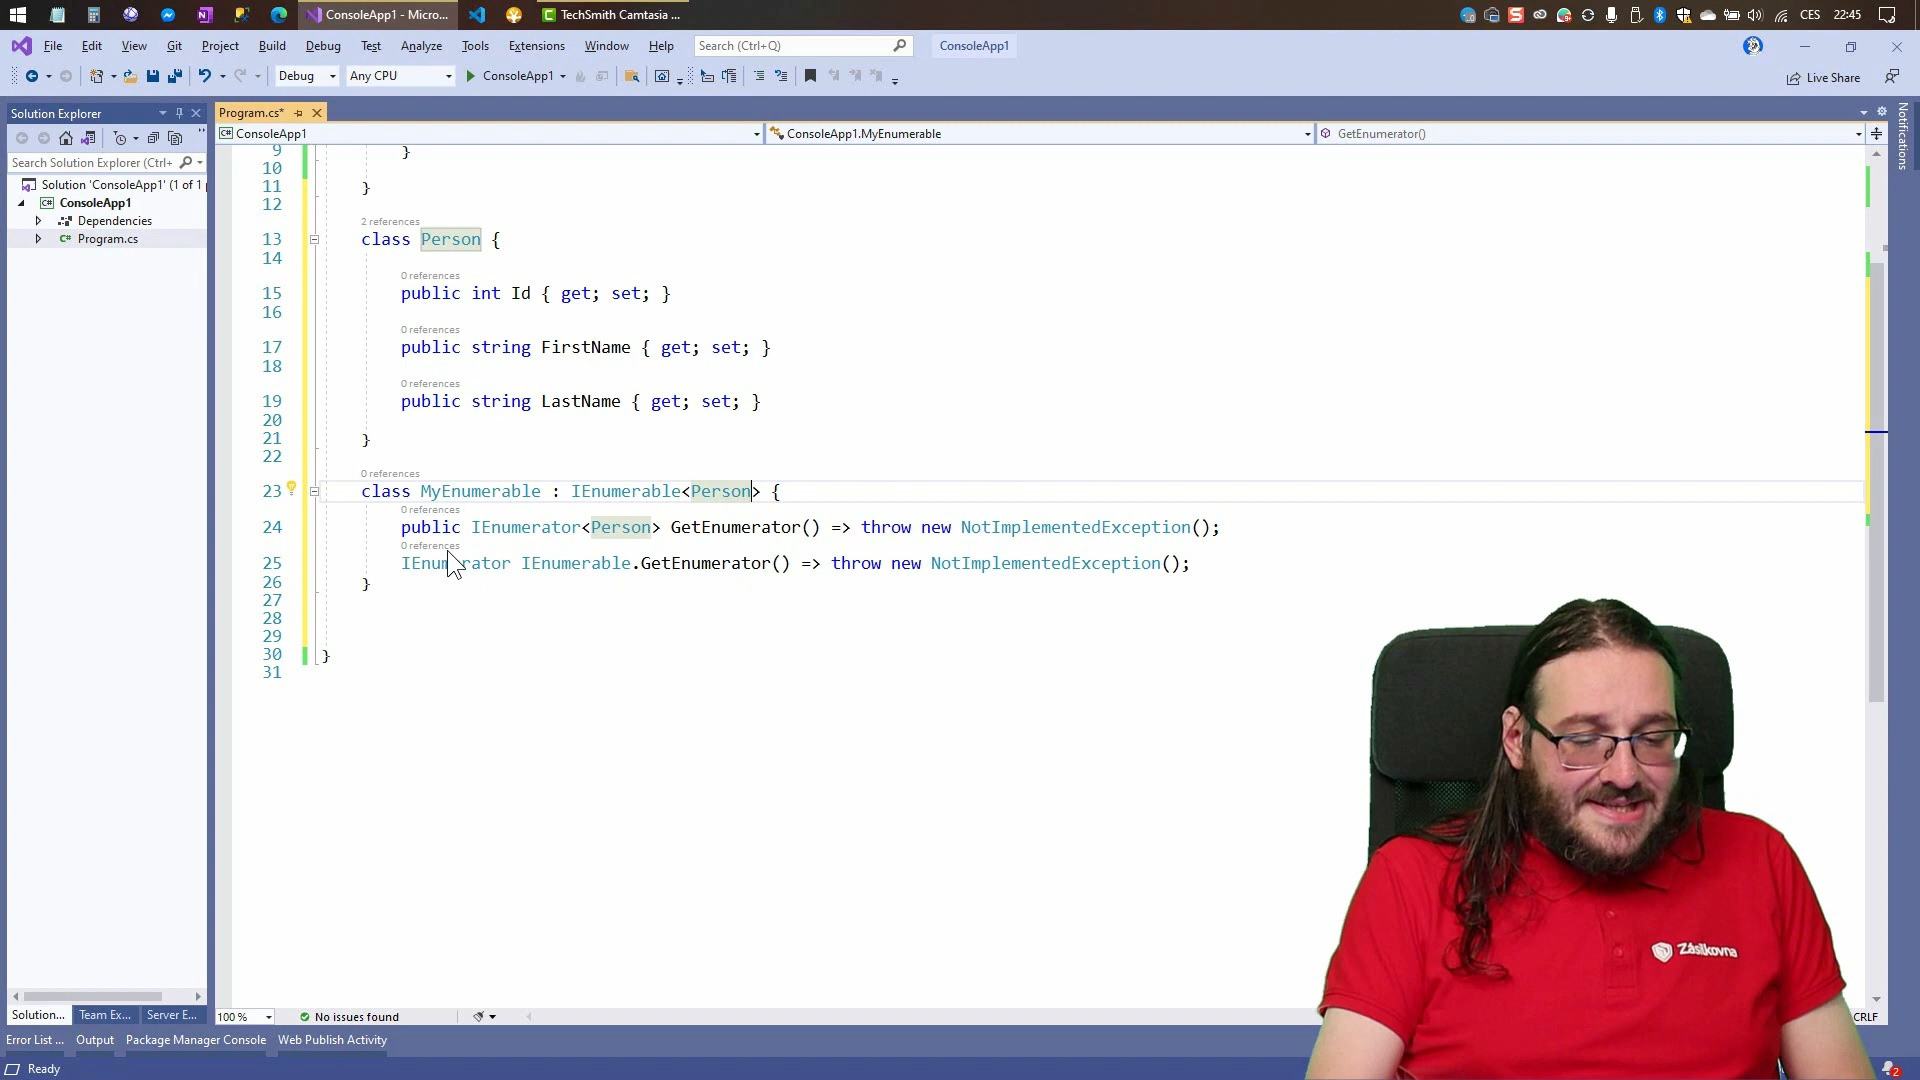 ConsoleApp1 - Micro...
TechSmith Camtasia ...
CES 22:45
File Edit View Git Project Build Debug Test Analyze Tools Extensions Window Help Search (Ctrl+Q) ConsoleApp1
Debug Any CPU ConsoleApp1 Live Share
Solution Explorer
Search Solution Explorer (Ctrl+
Solution 'ConsoleApp1' (1 of 1
ConsoleApp1
Dependencies
Program.cs
Program.cs*
ConsoleApp1 ConsoleApp1.MyEnumerable GetEnumerator()
Notifications
9 }
10
11 }
12
2 references
13 class Person {
14
0 references
15 public int Id { get; set; }
16
0 references
17 public string FirstName { get; set; }
18
0 references
19 public string LastName { get; set; }
20
21 }
22
0 references
23 class MyEnumerable : IEnumerable<Person> {
0 references
24 public IEnumerator<Person> GetEnumerator() => throw new NotImplementedException();
0 references
25 IEnumerator IEnumerable.GetEnumerator() => throw new NotImplementedException();
26 }
27
28
29
30 }
31
Zásilkovna
Solution... Team Ex... Server E...
100 % No issues found CRLF
Error List ... Output Package Manager Console Web Publish Activity
Ready 2